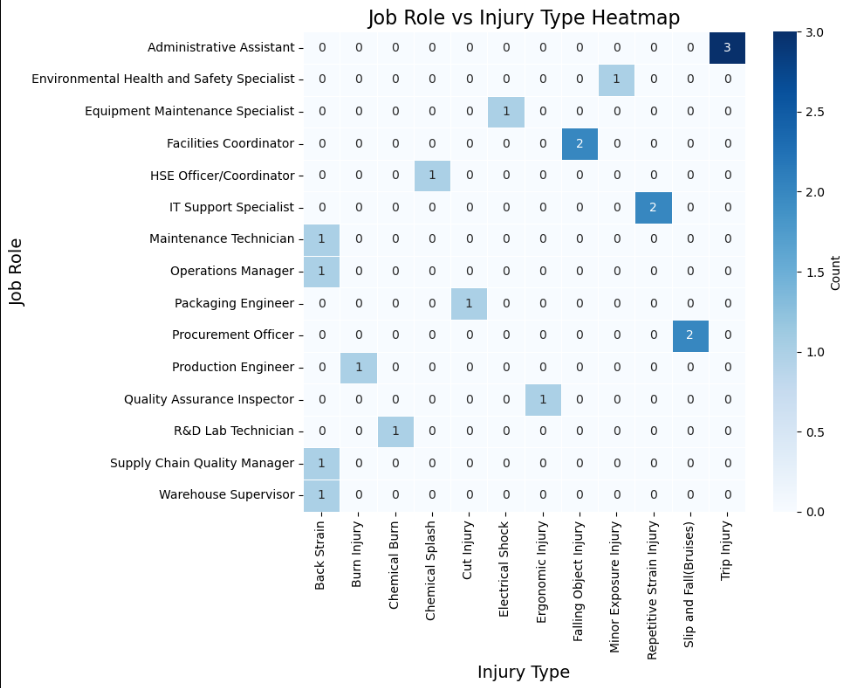 Job Role vs Injury Type Heatmap
Administrative Assistant 0 0 0 0 0 0 0 0 0 0 0 3
Environmental Health and Safety Specialist 0 0 0 0 0 0 0 0 1 0 0 0
Equipment Maintenance Specialist 0 0 0 0 0 1 0 0 0 0 0 0
Facilities Coordinator 0 0 0 0 0 0 0 2 0 0 0 0
HSE Officer/Coordinator 0 0 0 1 0 0 0 0 0 0 0 0
IT Support Specialist 0 0 0 0 0 0 0 0 0 2 0 0
Maintenance Technician 1 0 0 0 0 0 0 0 0 0 0 0
Operations Manager 1 0 0 0 0 0 0 0 0 0 0 0
Packaging Engineer 0 0 0 0 1 0 0 0 0 0 0 0
Procurement Officer 0 0 0 0 0 0 0 0 0 0 2 0
Production Engineer 0 1 0 0 0 0 0 0 0 0 0 0
Quality Assurance Inspector 0 0 0 0 0 0 1 0 0 0 0 0
R&D Lab Technician 0 0 1 0 0 0 0 0 0 0 0 0
Supply Chain Quality Manager 1 0 0 0 0 0 0 0 0 0 0 0
Warehouse Supervisor 1 0 0 0 0 0 0 0 0 0 0 0
Job Role
Back Strain
Burn Injury
Chemical Burn
Chemical Splash
Cut Injury
Electrical Shock
Ergonomic Injury
Falling Object Injury
Minor Exposure Injury
Repetitive Strain Injury
Slip and Fall(Bruises)
Trip Injury
Injury Type
3.0
2.5
2.0
1.5
1.0
0.5
0.0
Count